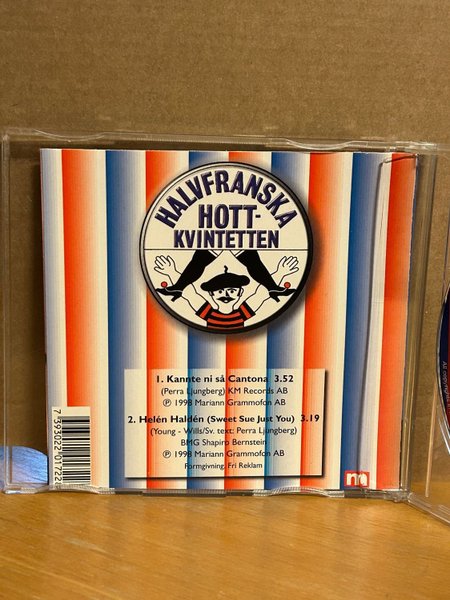 HALVFRANSKA
HOTT-
KVINTETTEN
1. Kannte ni så Cantona 3.52
(Perra Ljungberg) KM Records AB
℗ 1998 Mariann Grammofon AB
2. Helén Haldén (Sweet Sue Just You) 3.19
(Young - Wills/Sv. text: Perra Ljungberg)
BMG Shapiro Bernstein
℗ 1998 Mariann Grammofon AB
Formgivning. Fri Reklam
m